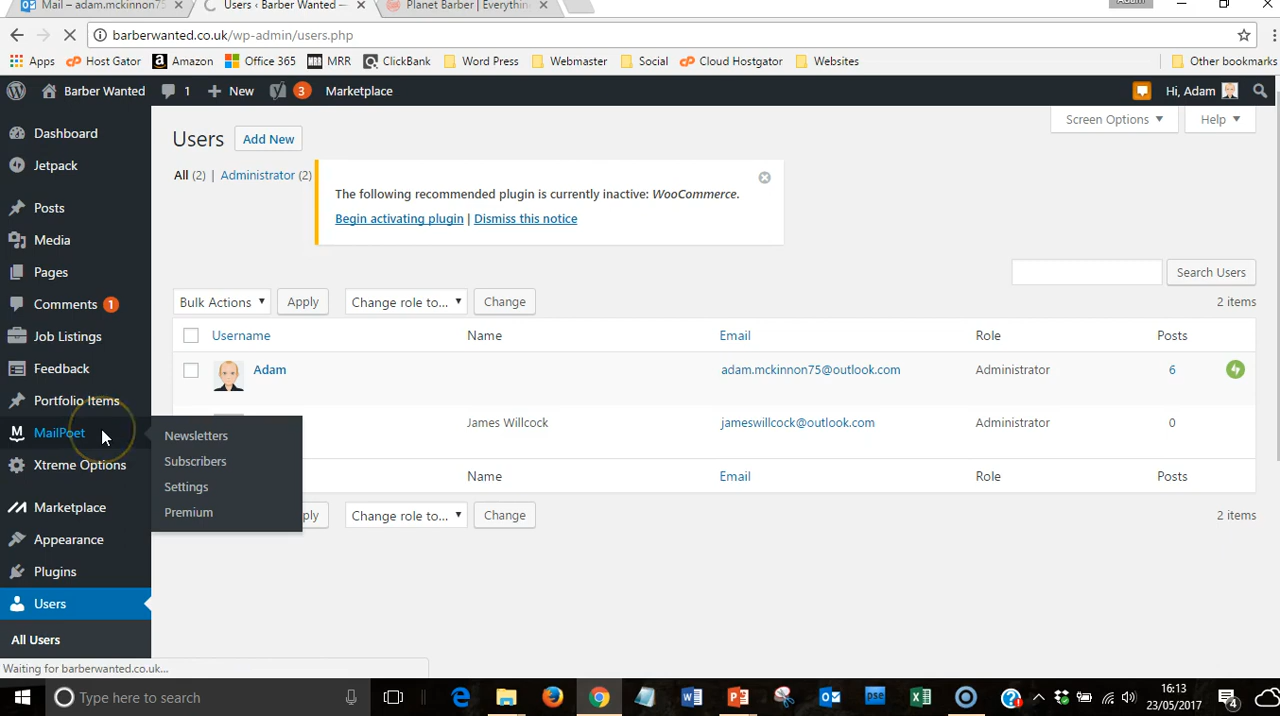 Mail – adam.mckinnon75
Users ‹ Barber Wanted —
Planet Barber | Everythin
Adam
barberwanted.co.uk/wp-admin/users.php
Apps
Host Gator
Amazon
Office 365
MRR
ClickBank
Word Press
Webmaster
Social
Cloud Hostgator
Websites
Other bookmarks
Barber Wanted
1
New
3
Marketplace
Hi, Adam
Dashboard
Jetpack
Posts
Media
Pages
Comments 1
Job Listings
Feedback
Portfolio Items
MailPoet
Xtreme Options
Marketplace
Appearance
Plugins
Users
All Users
Newsletters
Subscribers
Settings
Premium
Screen Options
Help
Users
Add New
All (2) | Administrator (2)
The following recommended plugin is currently inactive: WooCommerce.
Begin activating plugin | Dismiss this notice
Search Users
Bulk Actions
Apply
Change role to...
Change
2 items
Username
Name
Email
Role
Posts
Adam
adam.mckinnon75@outlook.com
Administrator
6
James Willcock
jameswillcock@outlook.com
Administrator
0
Name
Email
Role
Posts
ply
Change role to...
Change
2 items
Waiting for barberwanted.co.uk...
Type here to search
16:13
23/05/2017
4